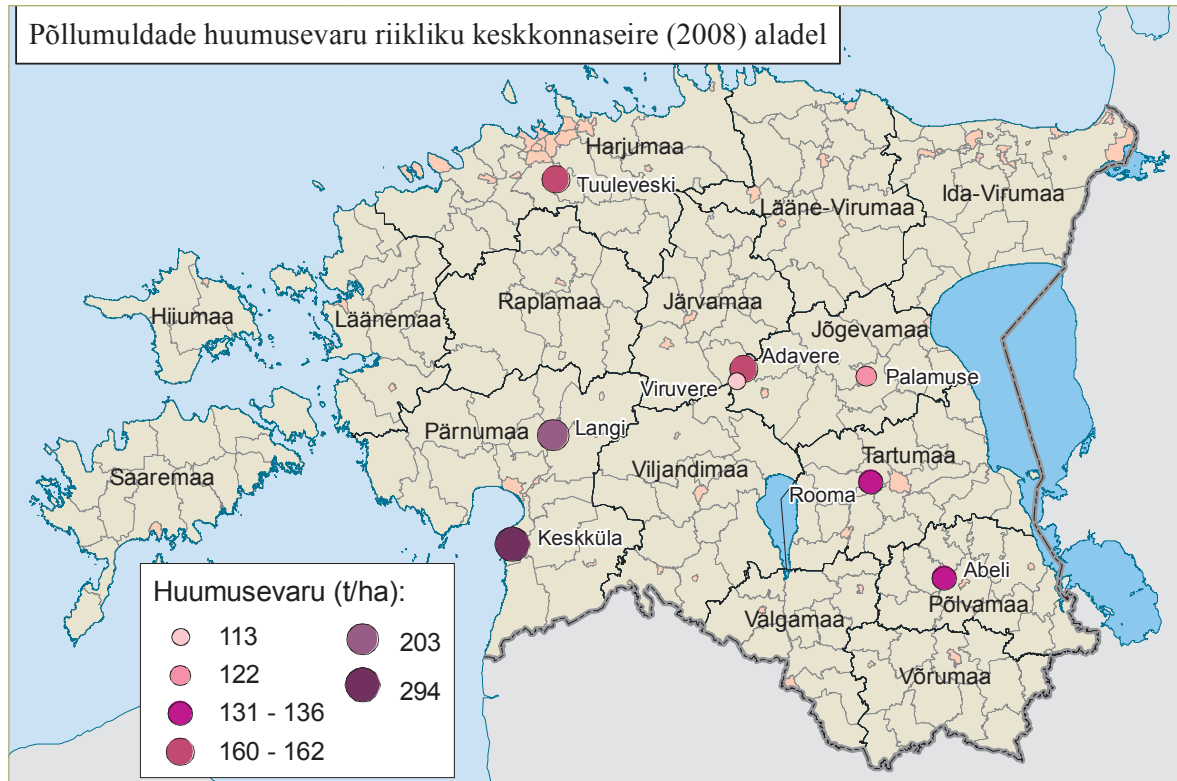 Põllumuldade huumusevaru riikliku keskkonnaseire (2008) aladel
Harjumaa
Tuuleveski
Lääne-Virumaa
Ida-Virumaa
Hiiumaa
Läänemaa
Raplamaa
Järvamaa
Jõgevamaa
Adavere
Viruvere
Palamuse
Pärnumaa
Langi
Saaremaa
Viljandimaa
Tartumaa
Rooma
Keskküla
Abeli
Põlvamaa
Valgamaa
Võrumaa
Huumusevaru (t/ha):
113
122
131 - 136
160 - 162
203
294